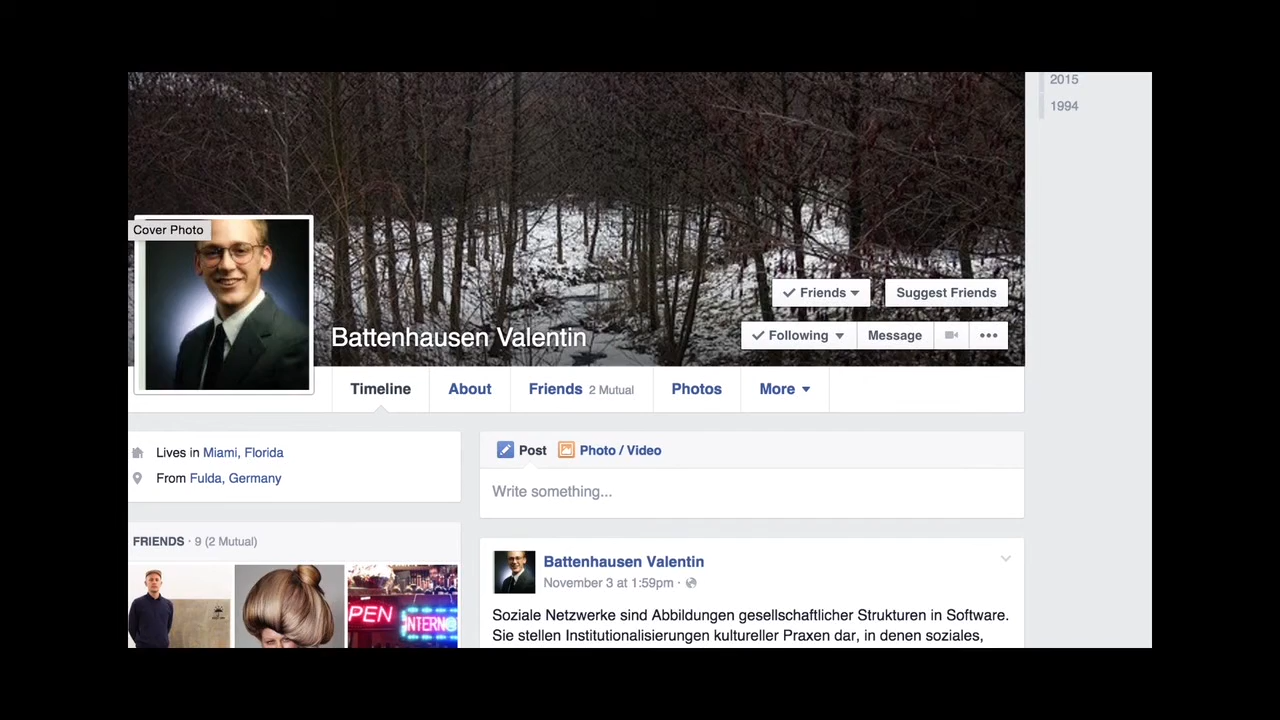 2015
1994
Cover Photo
Friends
Suggest Friends
Battenhausen Valentin
Following
Message
Timeline
About
Friends 2 Mutual
Photos
More
Lives in Miami, Florida
From Fulda, Germany
Post
Photo / Video
Write something...
FRIENDS · 9 (2 Mutual)
PEN
INTERN
Battenhausen Valentin
November 3 at 1:59pm ·
Soziale Netzwerke sind Abbildungen gesellschaftlicher Strukturen in Software.
Sie stellen Institutionalisierungen kultureller Praxen dar, in denen soziales,